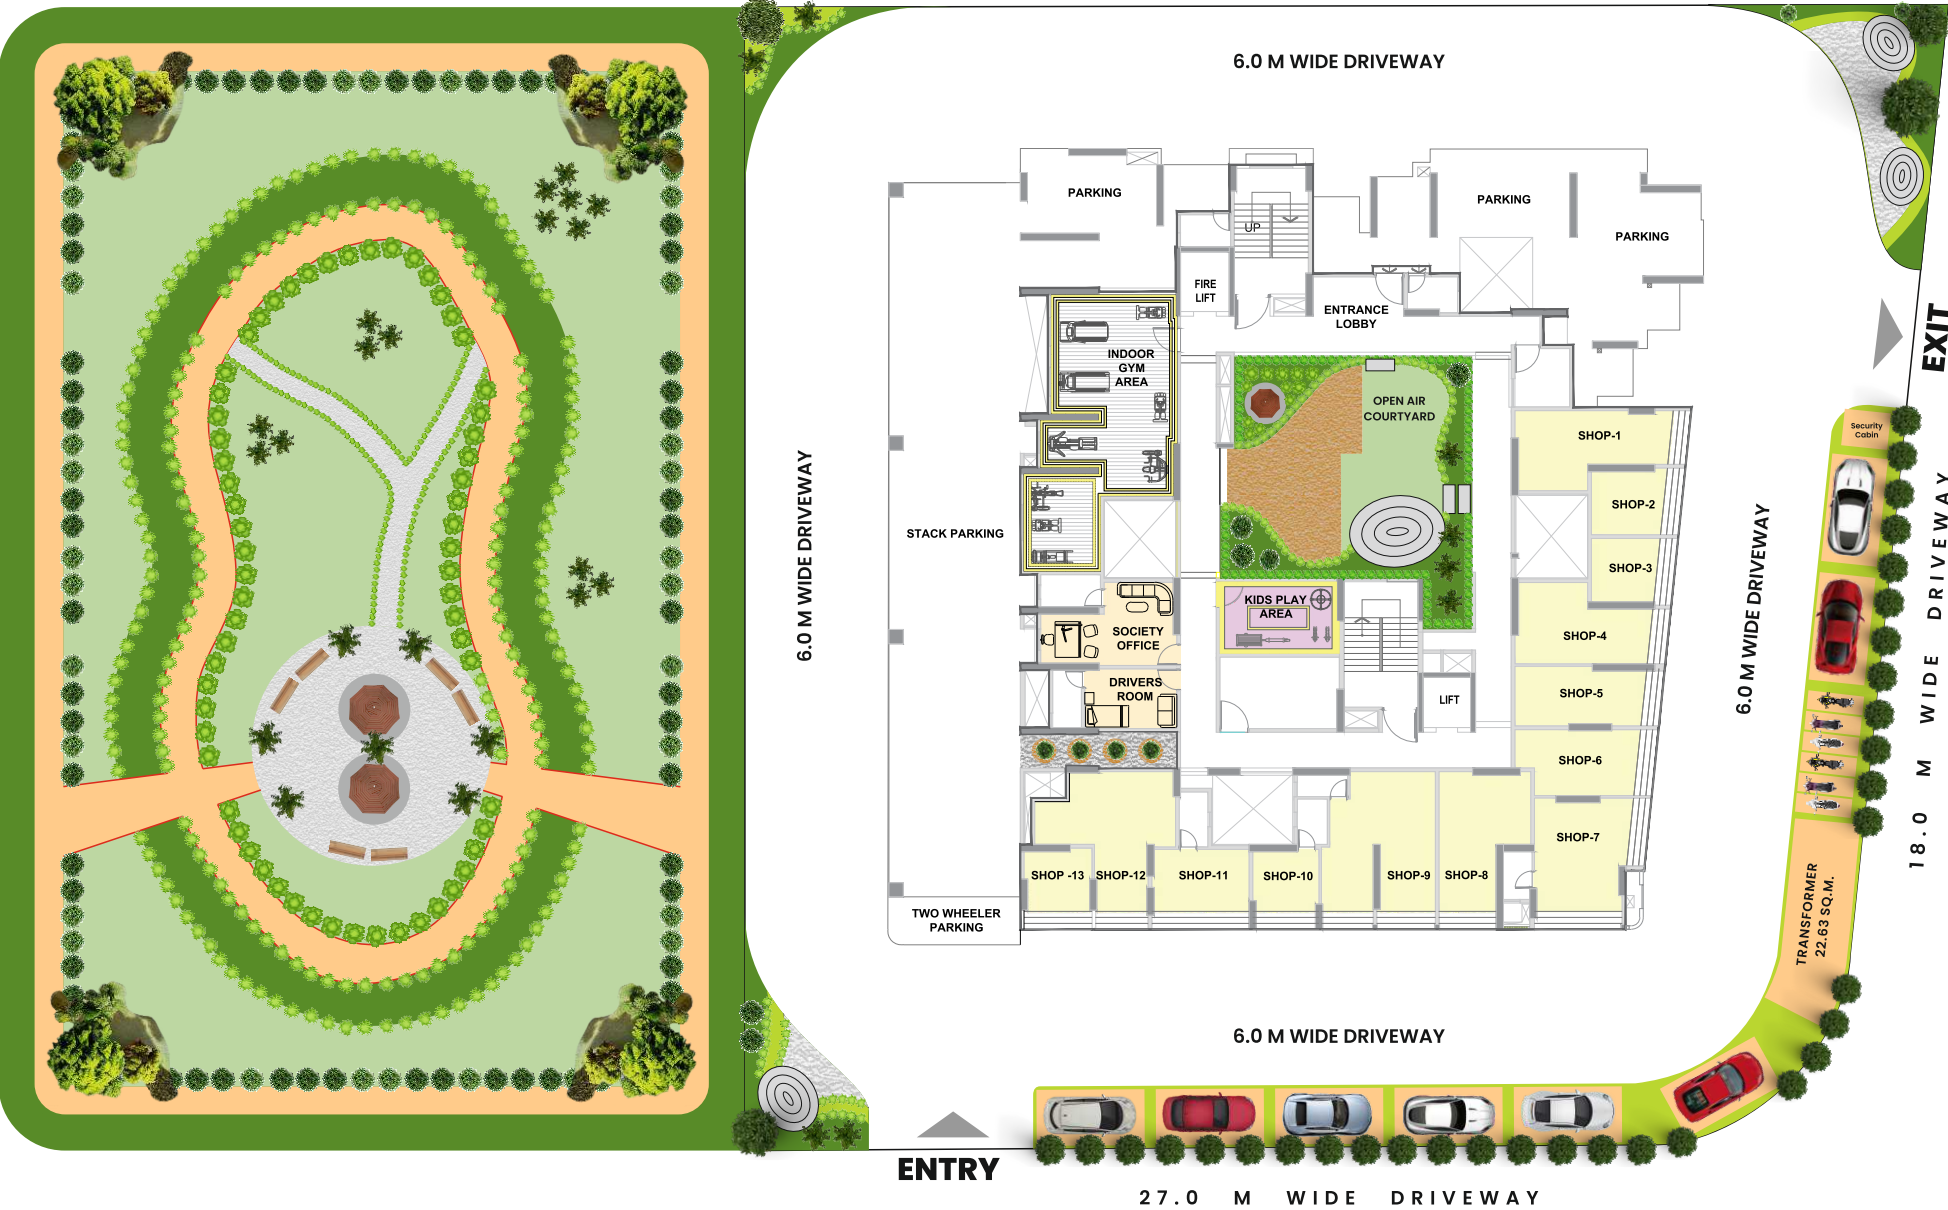 6.0 M WIDE DRIVEWAY
PARKING
PARKING
PARKING
UP
FIRE
LIFT
ENTRANCE
LOBBY
EXIT
INDOOR
GYM
AREA
OPEN AIR
COURTYARD
Security
Cabin
SHOP-1
SHOP-2
SHOP-3
SHOP-4
SHOP-5
SHOP-6
SHOP-7
STACK PARKING
6.0 M WIDE DRIVEWAY
6.0 M WIDE DRIVEWAY
18.0 M WIDE DRIVEWAY
KIDS PLAY
AREA
SOCIETY
OFFICE
DRIVERS
ROOM
LIFT
SHOP -13
SHOP-12
SHOP-11
SHOP-10
SHOP-9
SHOP-8
TWO WHEELER
PARKING
TRANSFORMER
22.63 SQ.M.
6.0 M WIDE DRIVEWAY
ENTRY
27.0 M WIDE DRIVEWAY